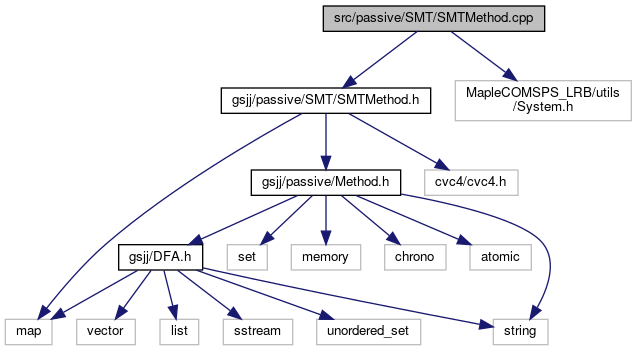 src/passive/SMT/SMTMethod.cpp
gsjj/passive/SMT/SMTMethod.h
MapleCOMSPS_LRB/utils
/System.h
gsjj/passive/Method.h
cvc4/cvc4.h
gsjj/DFA.h
set
memory
chrono
atomic
map
vector
list
sstream
unordered_set
string